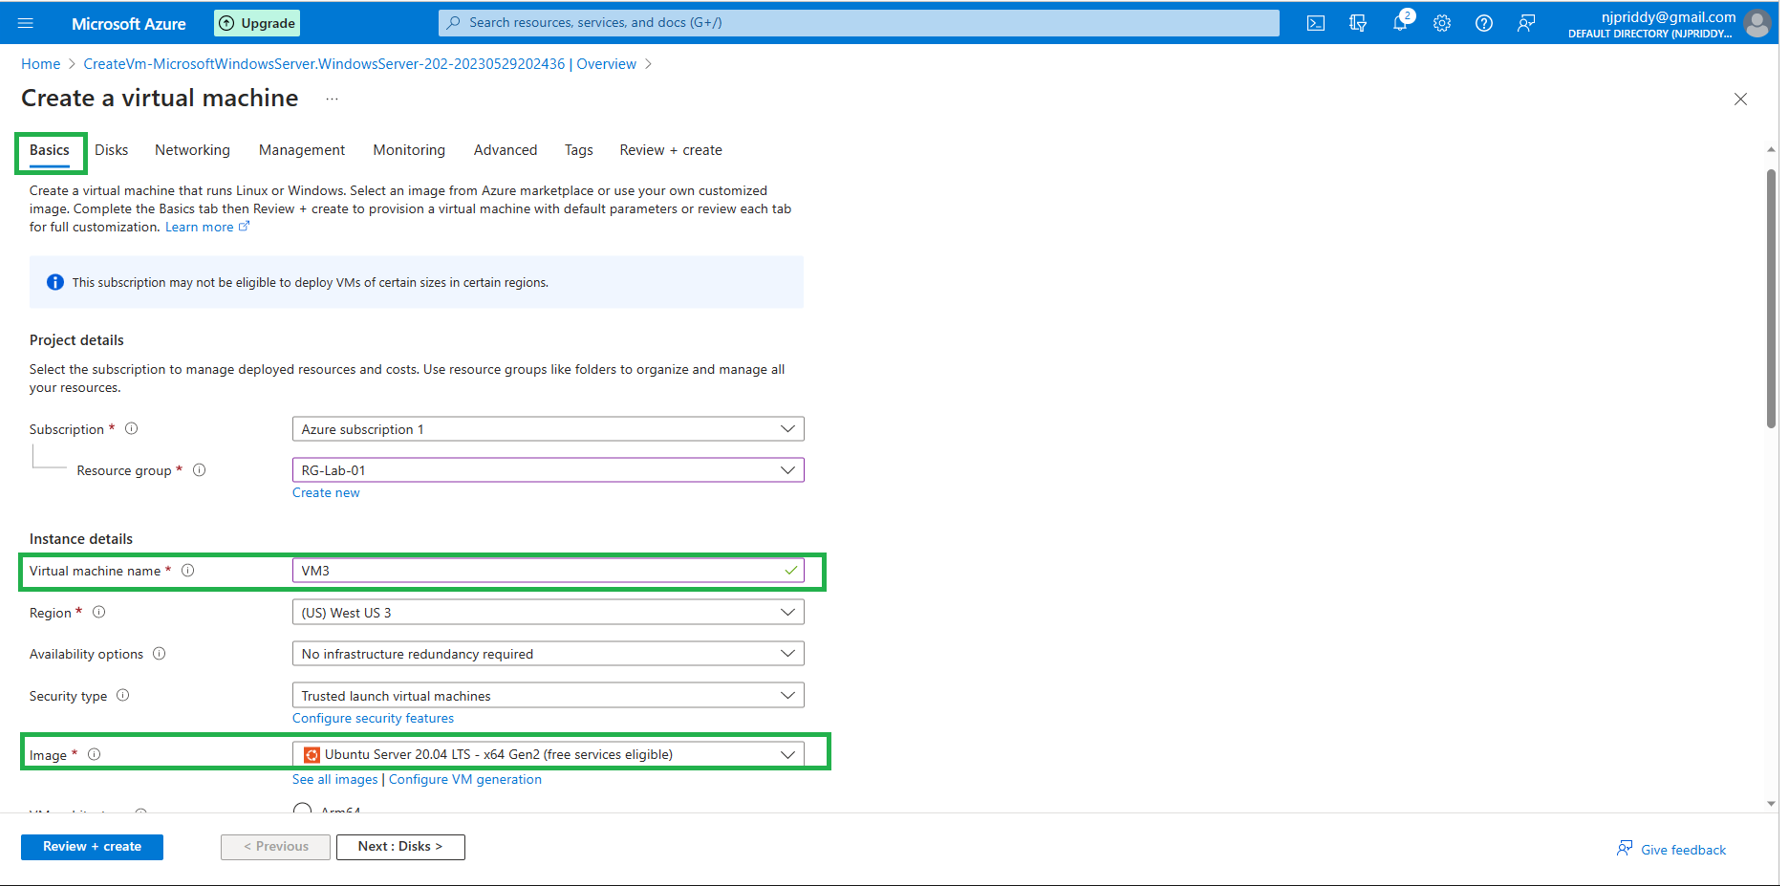 Microsoft Azure
Upgrade
Search resources, services, and docs (G+/)
2
njpriddy@gmail.com
DEFAULT DIRECTORY (NJPRIDDY...
Home > CreateVm-MicrosoftWindowsServer.WindowsServer-202-20230529202436 | Overview >
Create a virtual machine ...
Basics Disks Networking Management Monitoring Advanced Tags Review + create
Create a virtual machine that runs Linux or Windows. Select an image from Azure marketplace or use your own customized
image. Complete the Basics tab then Review + create to provision a virtual machine with default parameters or review each tab
for full customization. Learn more
This subscription may not be eligible to deploy VMs of certain sizes in certain regions.
Project details
Select the subscription to manage deployed resources and costs. Use resource groups like folders to organize and manage all
your resources.
Subscription * Azure subscription 1
Resource group * RG-Lab-01
Create new
Instance details
Virtual machine name * VM3
Region * (US) West US 3
Availability options No infrastructure redundancy required
Security type Trusted launch virtual machines
Configure security features
Image * Ubuntu Server 20.04 LTS - x64 Gen2 (free services eligible)
See all images | Configure VM generation
Arm64
Review + create < Previous Next : Disks > Give feedback